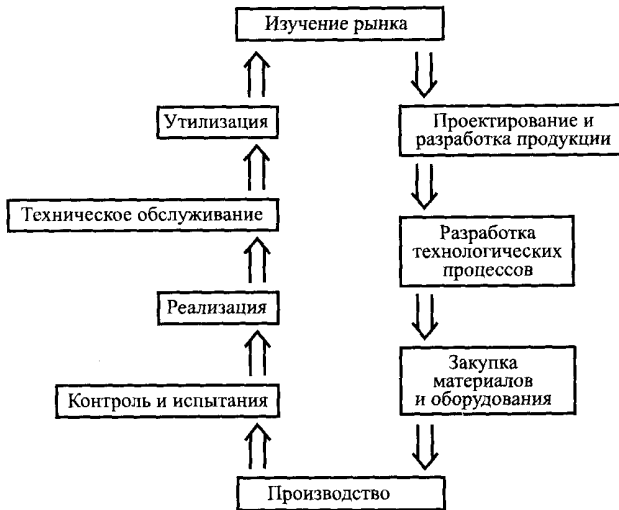 Изучение рынка
Утилизация
Проектирование и
разработка продукции
Техническое обслуживание
Разработка
технологических
процессов
Реализация
Закупка
материалов
и оборудования
Контроль и испытания
Производство